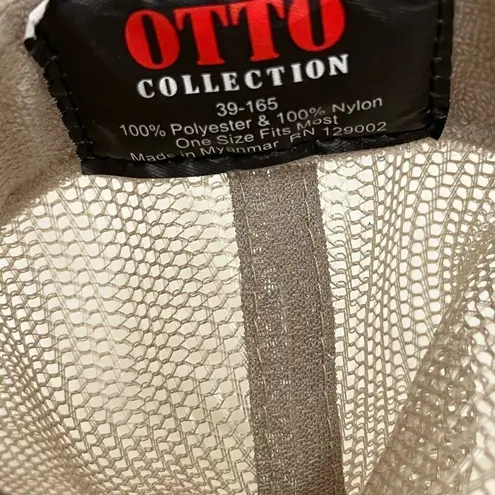 OTTO
COLLECTION
39-165
100% Polyester & 100% Nylon
One Size Fits Most
Made in Myanmar RN 129002